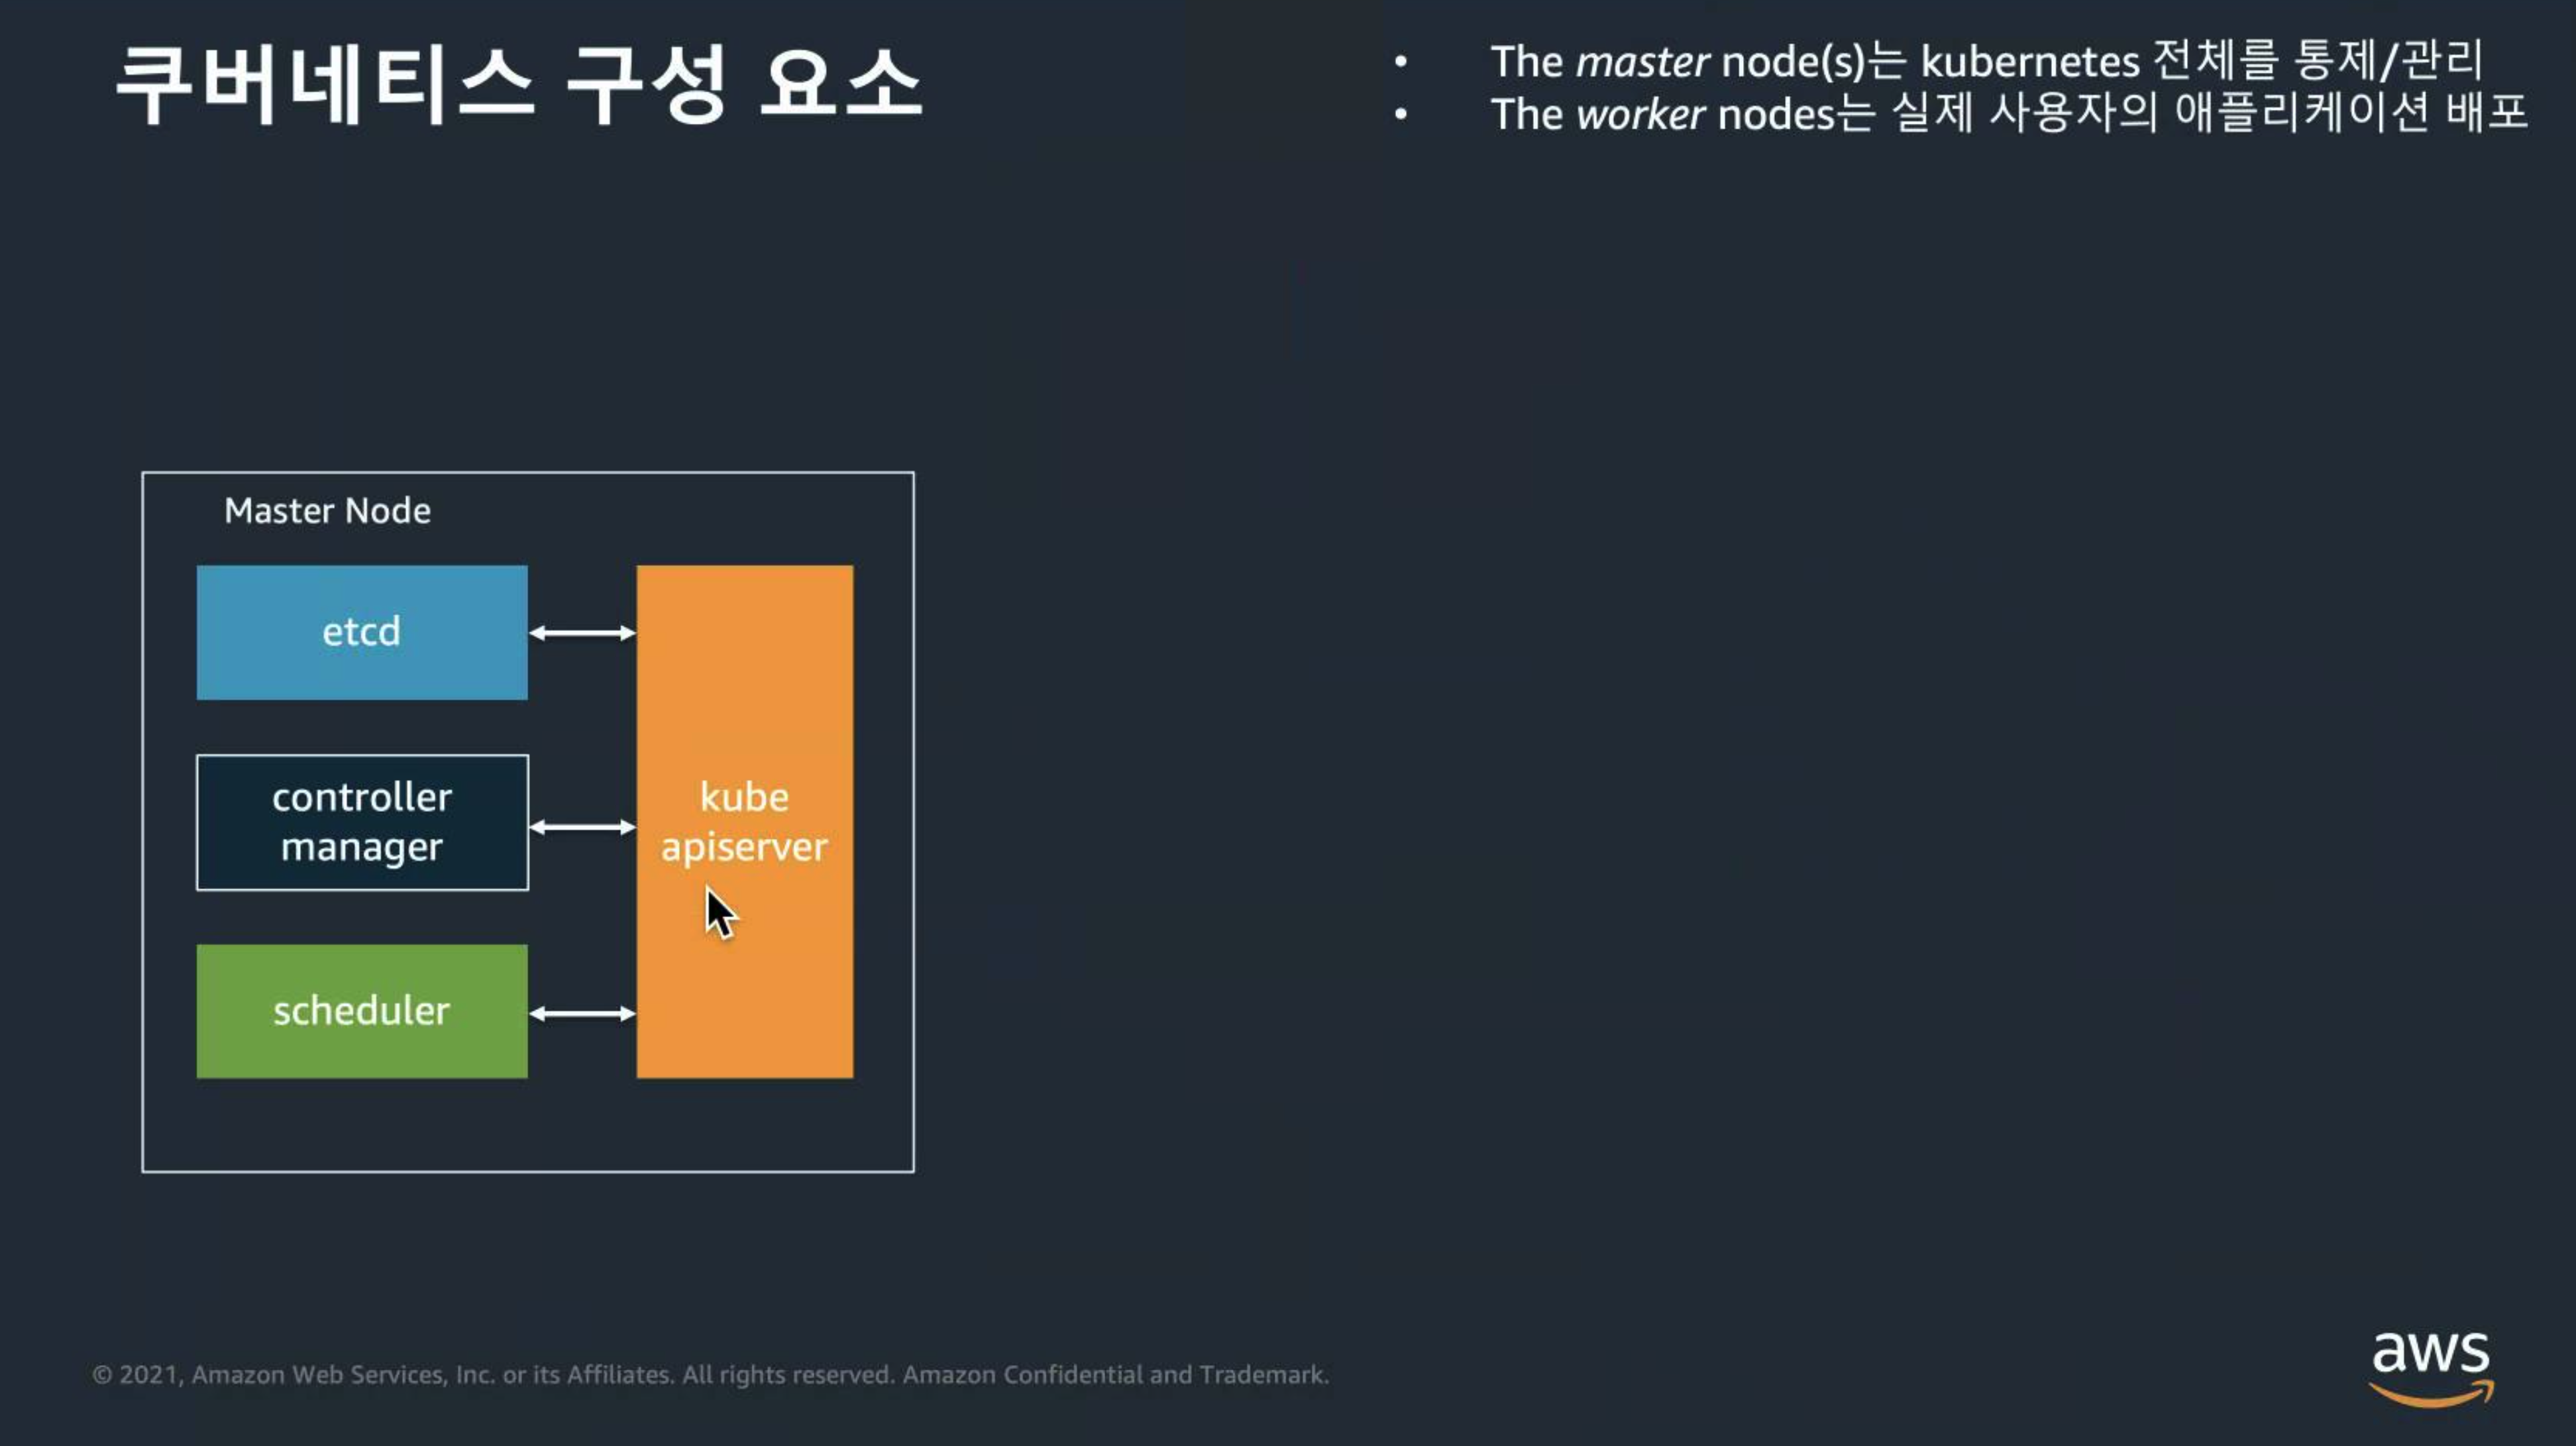 쿠버네티스 구성 요소
• The master node(s)는 kubernetes 전체를 통제/관리
• The worker nodes는 실제 사용자의 애플리케이션 배포
Master Node
etcd
controller
manager
scheduler
kube
apiserver
© 2021, Amazon Web Services, Inc. or its Affiliates. All rights reserved. Amazon Confidential and Trademark.
aws